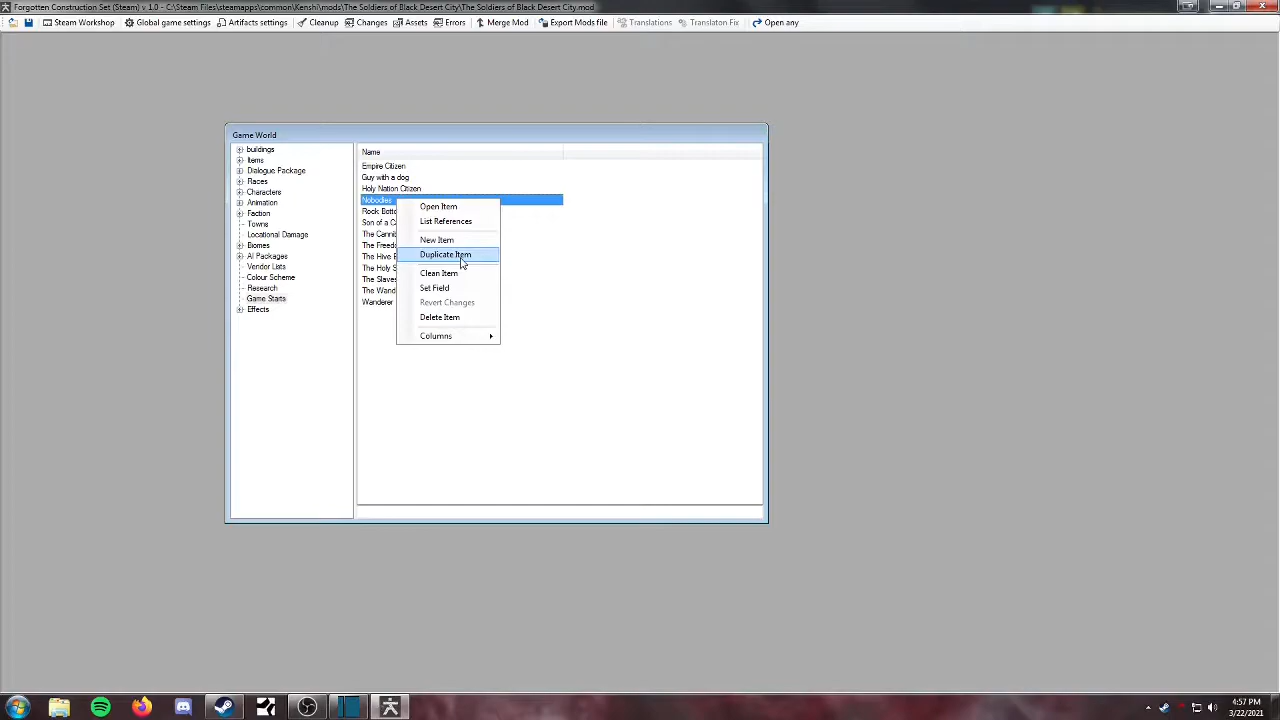 Forgotten Construction Set (Steam) v 1.0 - C:\Steam Files\steamapps\common\Kenshi\mods\The Soldiers of Black Desert City\The Soldiers of Black Desert City.mod
Steam Workshop Global game settings Artifacts settings Cleanup Changes Assets Errors Merge Mod Export Mods file Translations Translaton Fix Open any
Game World
buildings
Items
Dialogue Package
Races
Characters
Animation
Faction
Towns
Locational Damage
Biomes
AI Packages
Vendor Lists
Colour Scheme
Research
Game Starts
Effects
Name
Empire Citizen
Guy with a dog
Holy Nation Citizen
Nobodies
Rock Botto
Son of a Ca
The Canni
The Freed
The Hive E
The Holy S
The Slaves
The Wand
Wanderer
Open Item
List References
New Item
Duplicate Item
Clean Item
Set Field
Revert Changes
Delete Item
Columns
4:57 PM
3/22/2021